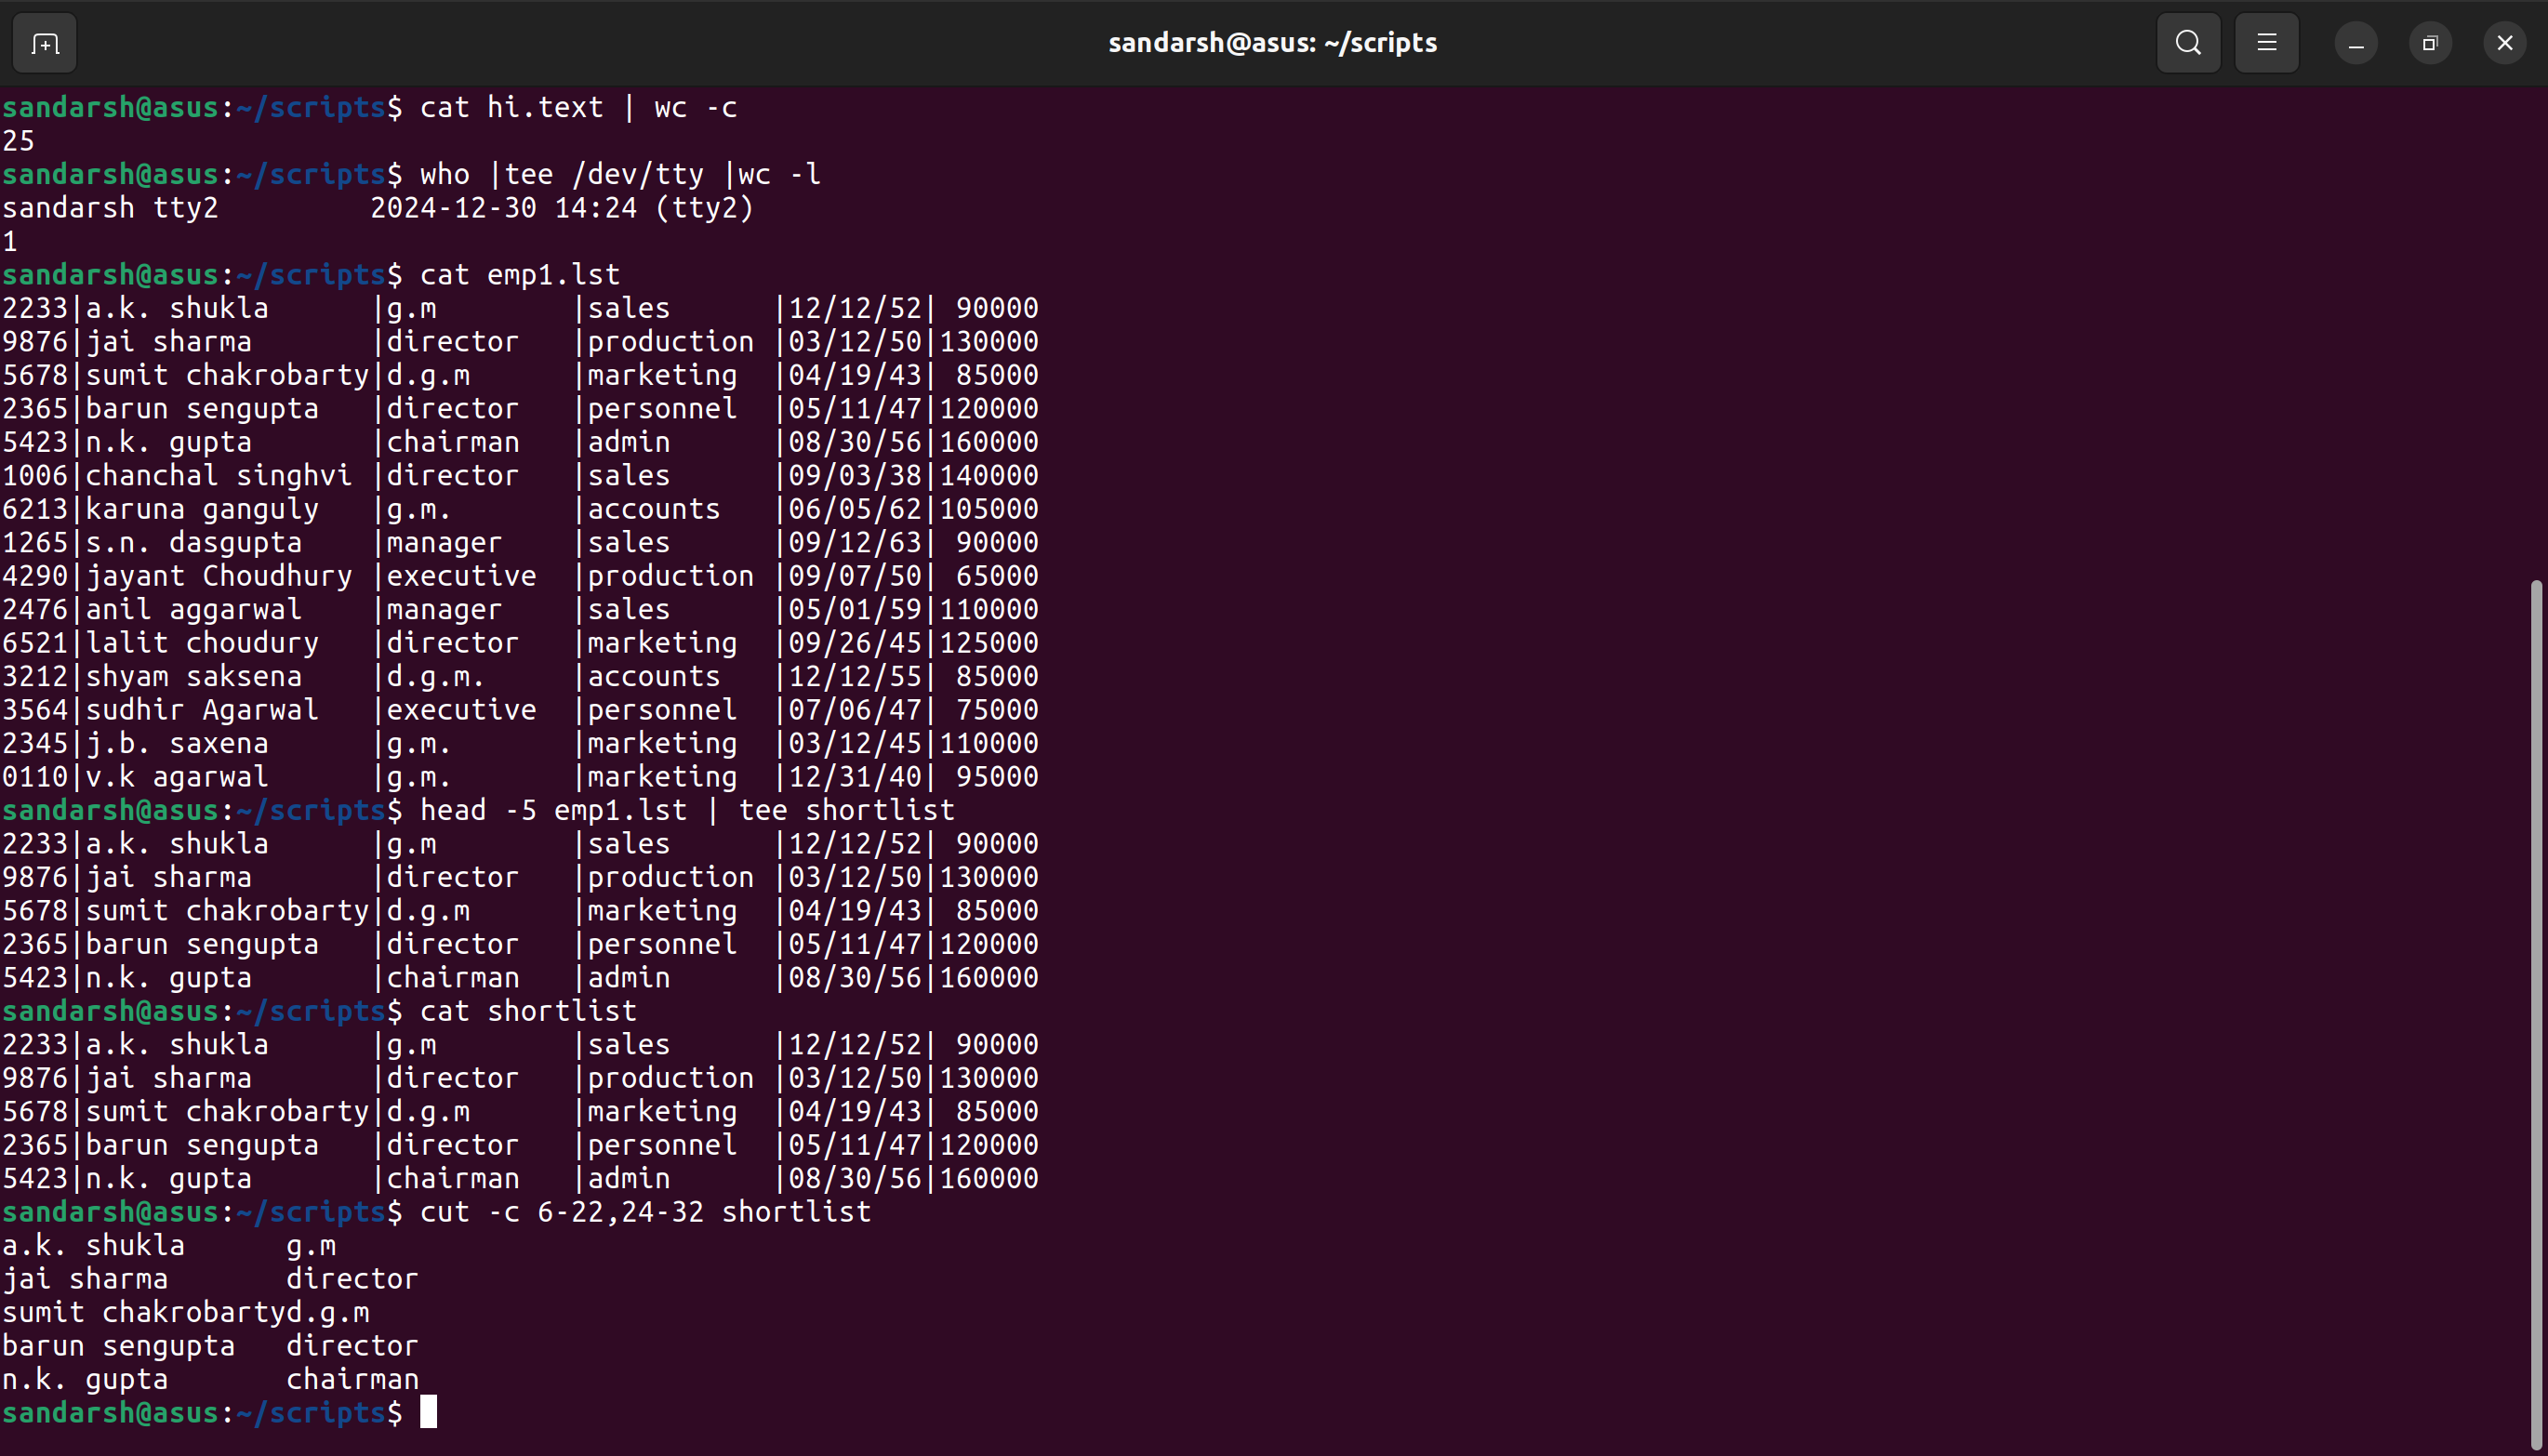 sandarsh@asus: ~/scripts
sandarsh@asus:~/scripts$ cat hi.text | wc -c
25
sandarsh@asus:~/scripts$ who |tee /dev/tty |wc -l
sandarsh tty2         2024-12-30 14:24 (tty2)
1
sandarsh@asus:~/scripts$ cat emp1.lst
2233|a.k. shukla      |g.m        |sales      |12/12/52| 90000
9876|jai sharma       |director   |production |03/12/50|130000
5678|sumit chakrobarty|d.g.m      |marketing  |04/19/43| 85000
2365|barun sengupta   |director   |personnel  |05/11/47|120000
5423|n.k. gupta       |chairman   |admin      |08/30/56|160000
1006|chanchal singhvi |director   |sales      |09/03/38|140000
6213|karuna ganguly   |g.m.       |accounts   |06/05/62|105000
1265|s.n. dasgupta    |manager    |sales      |09/12/63| 90000
4290|jayant Choudhury |executive  |production |09/07/50| 65000
2476|anil aggarwal    |manager    |sales      |05/01/59|110000
6521|lalit choudury   |director   |marketing  |09/26/45|125000
3212|shyam saksena    |d.g.m.     |accounts   |12/12/55| 85000
3564|sudhir Agarwal   |executive  |personnel  |07/06/47| 75000
2345|j.b. saxena      |g.m.       |marketing  |03/12/45|110000
0110|v.k agarwal      |g.m.       |marketing  |12/31/40| 95000
sandarsh@asus:~/scripts$ head -5 emp1.lst | tee shortlist
2233|a.k. shukla      |g.m        |sales      |12/12/52| 90000
9876|jai sharma       |director   |production |03/12/50|130000
5678|sumit chakrobarty|d.g.m      |marketing  |04/19/43| 85000
2365|barun sengupta   |director   |personnel  |05/11/47|120000
5423|n.k. gupta       |chairman   |admin      |08/30/56|160000
sandarsh@asus:~/scripts$ cat shortlist
2233|a.k. shukla      |g.m        |sales      |12/12/52| 90000
9876|jai sharma       |director   |production |03/12/50|130000
5678|sumit chakrobarty|d.g.m      |marketing  |04/19/43| 85000
2365|barun sengupta   |director   |personnel  |05/11/47|120000
5423|n.k. gupta       |chairman   |admin      |08/30/56|160000
sandarsh@asus:~/scripts$ cut -c 6-22,24-32 shortlist
a.k. shukla      g.m
jai sharma       director
sumit chakrobartyd.g.m
barun sengupta   director
n.k. gupta       chairman
sandarsh@asus:~/scripts$